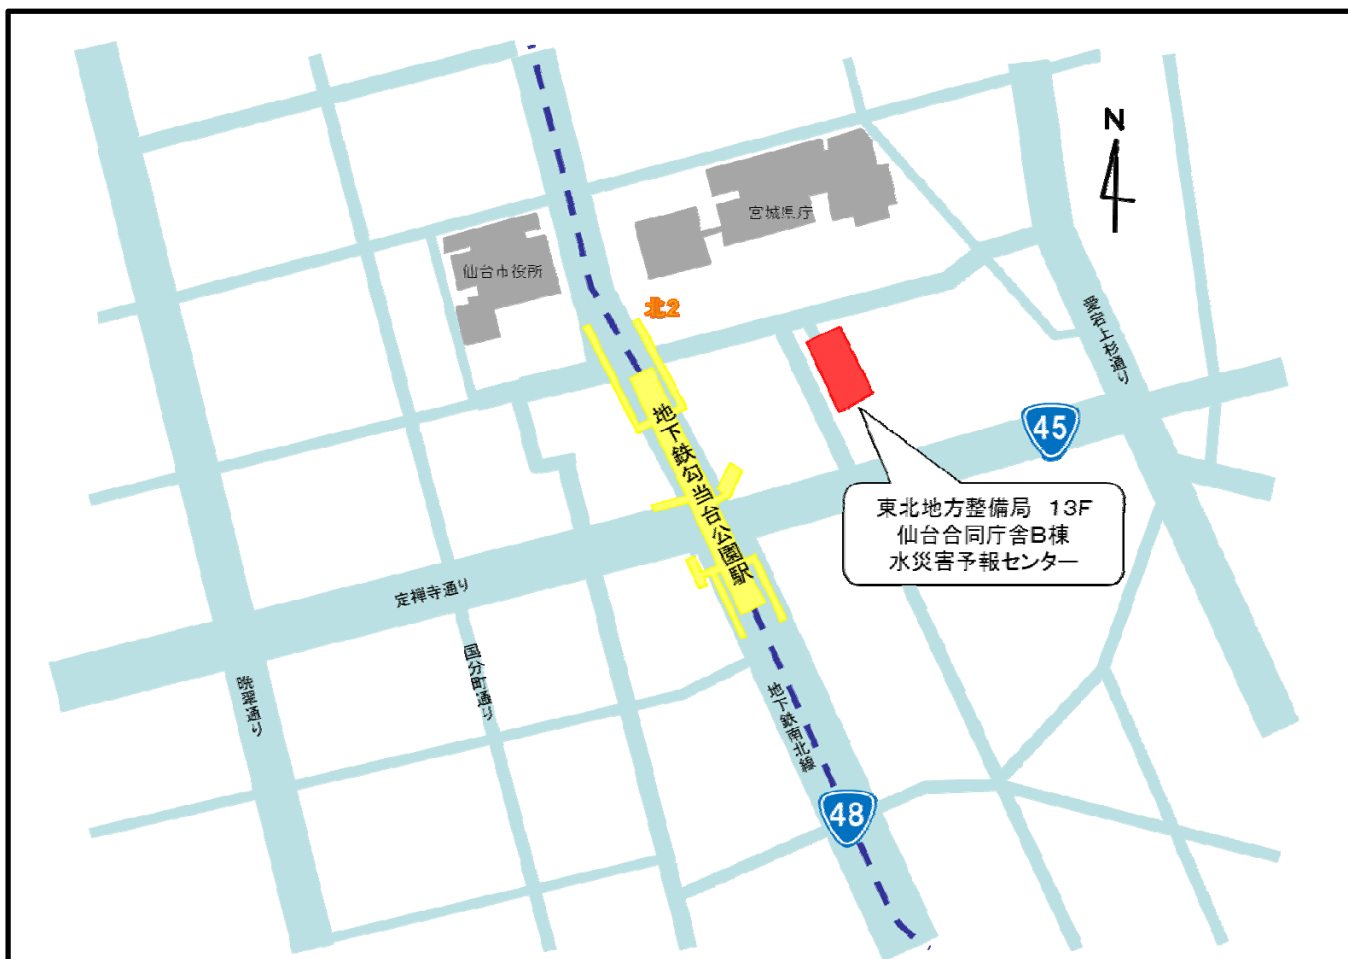 N
宮城県庁
仙台市役所
北2
愛宕上杉通り
地下鉄勾当台公園駅
45
東北地方整備局 13F
仙台合同庁舎B棟
水災害予報センター
定禅寺通り
国分町通り
晩翠通り
地下鉄南北線
48